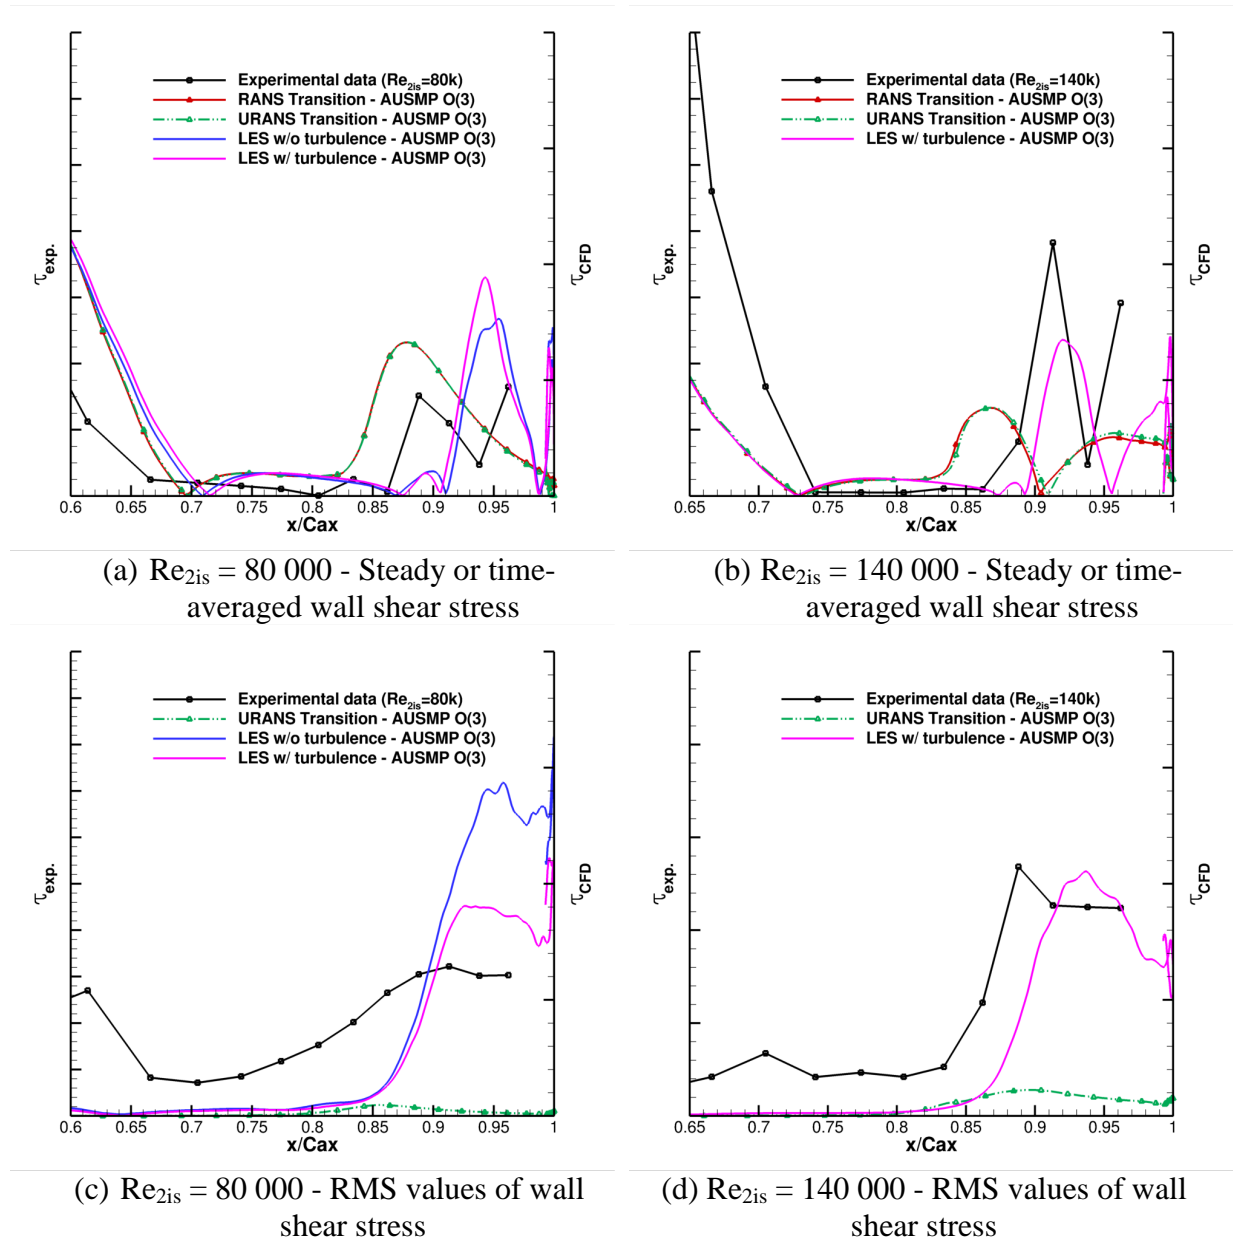 Experimental data (Re2is=80k)
RANS Transition - AUSMP O(3)
URANS Transition - AUSMP O(3)
LES w/o turbulence - AUSMP O(3)
LES w/ turbulence - AUSMP O(3)
τexp.
τCFD
0.6 0.65 0.7 0.75 0.8 0.85 0.9 0.95 1
x/Cax
Experimental data (Re2is=140k)
RANS Transition - AUSMP O(3)
URANS Transition - AUSMP O(3)
LES w/ turbulence - AUSMP O(3)
τexp.
τCFD
0.65 0.7 0.75 0.8 0.85 0.9 0.95 1
x/Cax
(a) Re2is = 80 000 - Steady or time-
averaged wall shear stress
(b) Re2is = 140 000 - Steady or time-
averaged wall shear stress
Experimental data (Re2is=80k)
URANS Transition - AUSMP O(3)
LES w/o turbulence - AUSMP O(3)
LES w/ turbulence - AUSMP O(3)
τexp.
τCFD
0.6 0.65 0.7 0.75 0.8 0.85 0.9 0.95 1
x/Cax
Experimental data (Re2is=140k)
URANS Transition - AUSMP O(3)
LES w/ turbulence - AUSMP O(3)
τexp.
τCFD
0.65 0.7 0.75 0.8 0.85 0.9 0.95 1
x/Cax
(c) Re2is = 80 000 - RMS values of wall
shear stress
(d) Re2is = 140 000 - RMS values of wall
shear stress